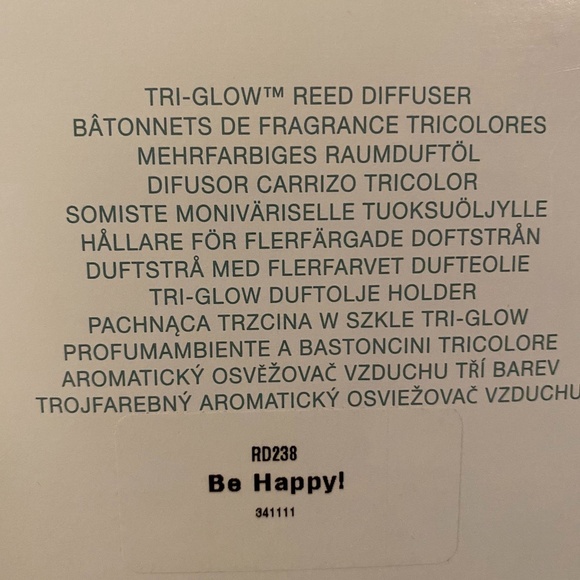 TRI-GLOW™ REED DIFFUSER
BÂTONNETS DE FRAGRANCE TRICOLORES
MEHRFARBIGES RAUMDUFTÖL
DIFUSOR CARRIZO TRICOLOR
SOMISTE MONIVÄRISELLE TUOKSUÖLJYLLE
HÅLLARE FÖR FLERFÄRGADE DOFTSTRÅN
DUFTSTRÅ MED FLERFARVET DUFTEOLIE
TRI-GLOW DUFTOLJE HOLDER
PACHNĄCA TRZCINA W SZKLE TRI-GLOW
PROFUMAMBIENTE A BASTONCINI TRICOLORE
AROMATICKÝ OSVĚŽOVAČ VZDUCHU TŘÍ BAREV
TROJFAREBNÝ AROMATICKÝ OSVIEŽOVAČ VZDUCHU
RD238
Be Happy!
341111